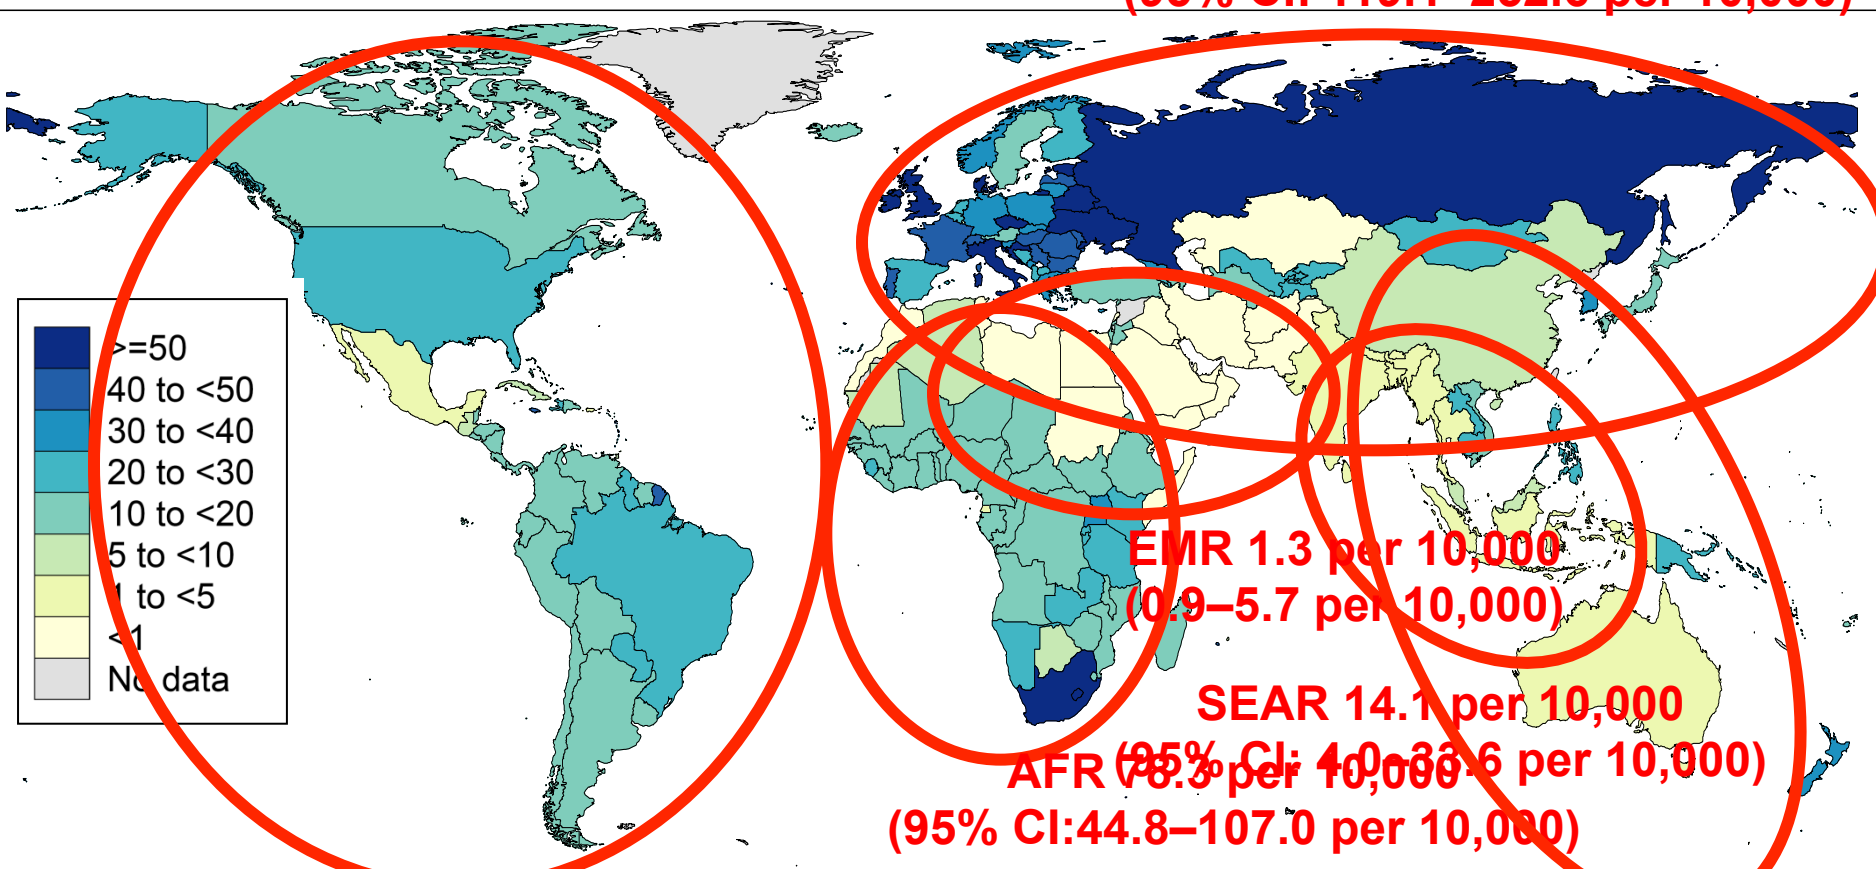 >=50
40 to <50
30 to <40
20 to <30
10 to <20
5 to <10
1 to <5
<1
No data
EMR 1.3 per 10,000
(0.9–5.7 per 10,000)
SEAR 14.1 per 10,000
(95% CI: 4.0–33.6 per 10,000)
AFR 78.3 per 10,000
(95% CI:44.8–107.0 per 10,000)